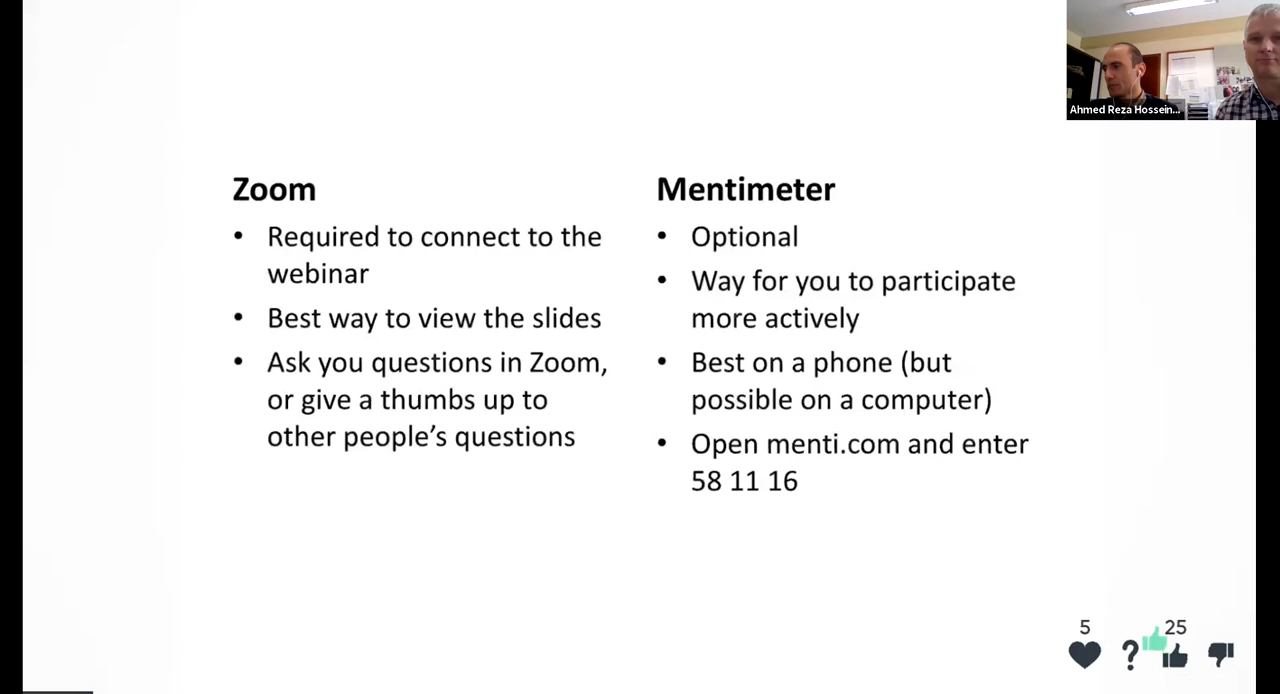 Ahmed Reza Hossein...
Zoom
• Required to connect to the
webinar
• Best way to view the slides
• Ask you questions in Zoom,
or give a thumbs up to
other people's questions
Mentimeter
• Optional
• Way for you to participate
more actively
• Best on a phone (but
possible on a computer)
• Open menti.com and enter
58 11 16
5
25